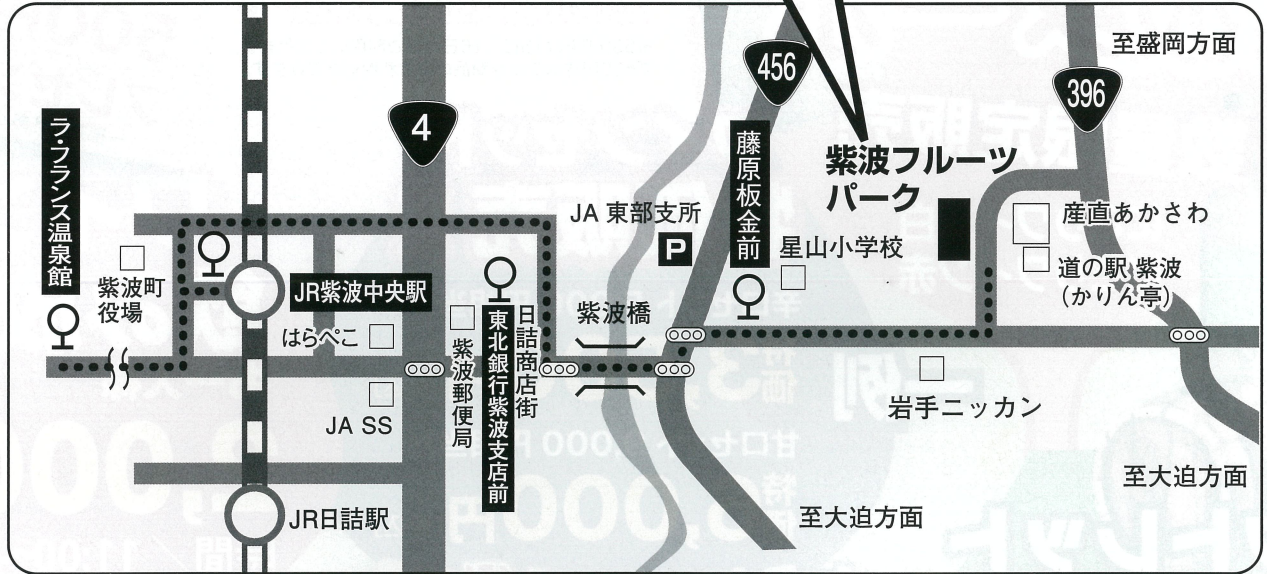 至盛岡方面
456
396
4
ラ・フランス温泉館
藤原板金前
紫波フルーツ
パーク
JA 東部支所
P
産直あかさわ
星山小学校
紫波町
役場
道の駅 紫波
(かりん亭)
JR紫波中央駅
紫波橋
はらぺこ
紫波郵便局
東北銀行紫波支店前
日詰商店街
JA SS
岩手ニッカン
至大迫方面
JR日詰駅
至大迫方面